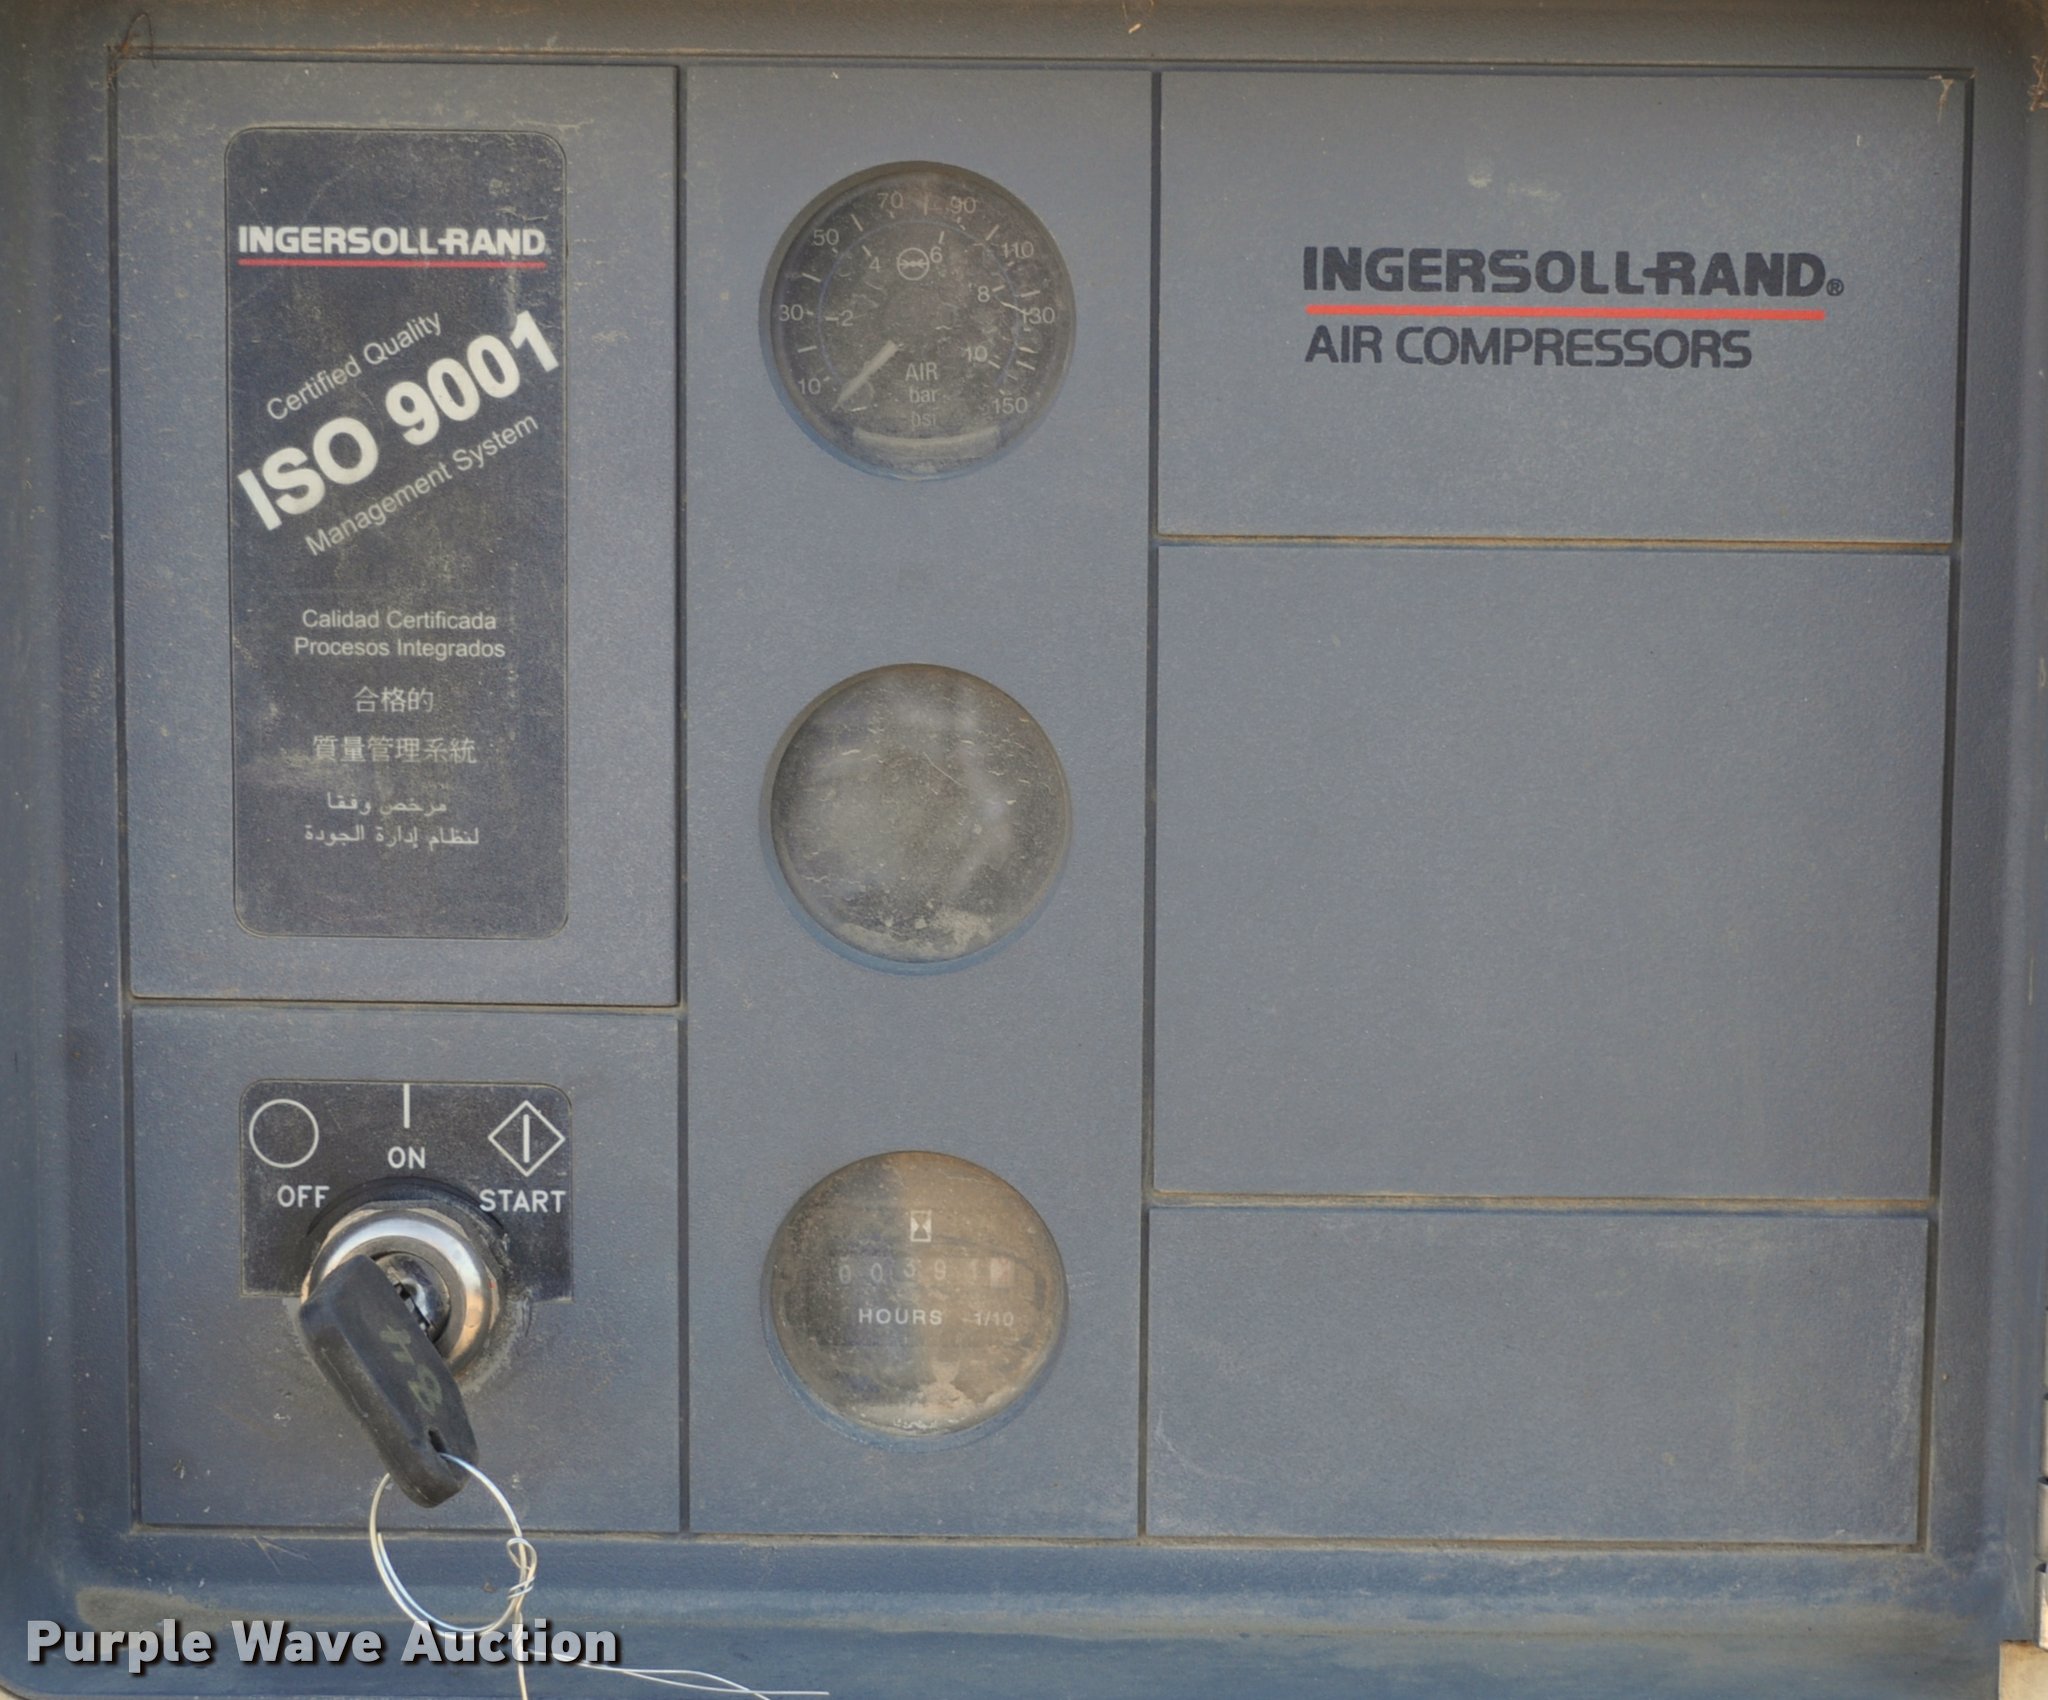 INGERSOLL-RAND
Certified Quality
ISO 9001
Management System
Calidad Certificada
Procesos Integrados
合格的
質量管理系統
مرخص وفقا
لنظام إدارة الجودة
OFF
ON
START
10
30
50
70
90
110
130
150
2
4
6
8
10
AIR
bar
psi
HOURS 1/10
INGERSOLL-RAND®
AIR COMPRESSORS
Purple Wave Auction